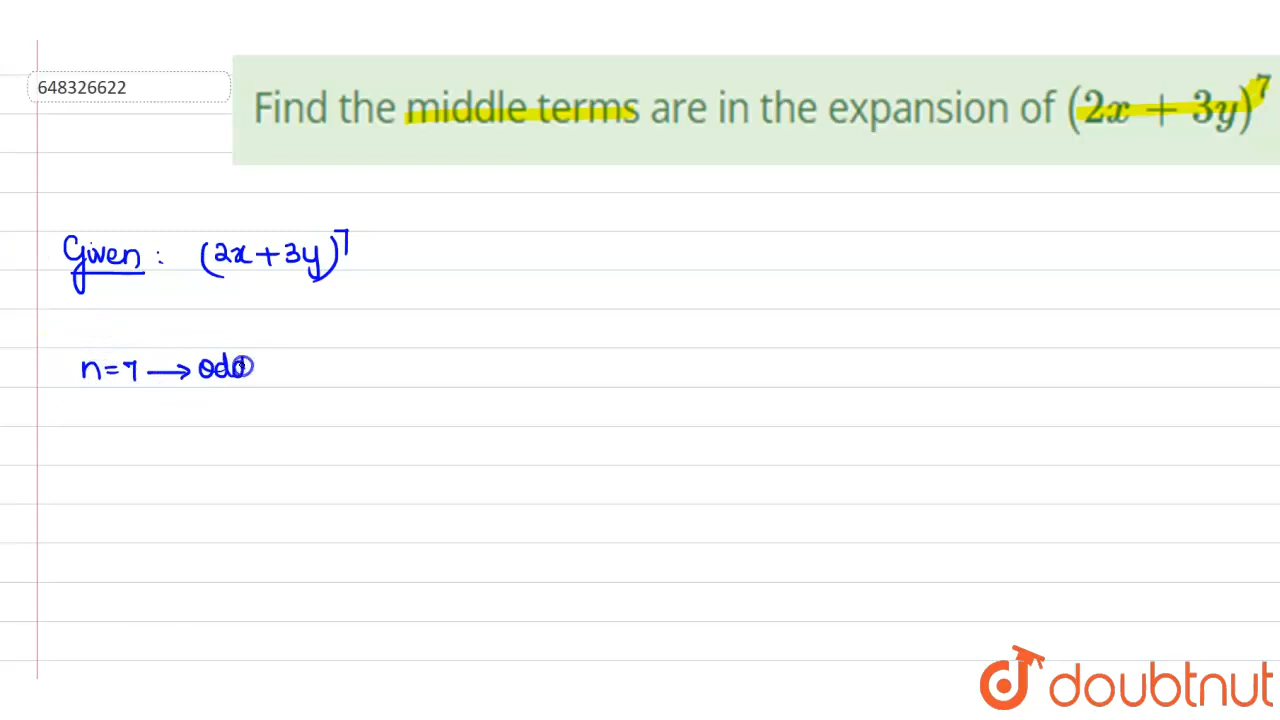 648326622
Find the middle terms are in the expansion of (2x + 3y)^7
Given : (2x+3y)^7
n=7 → odd
doubtnut